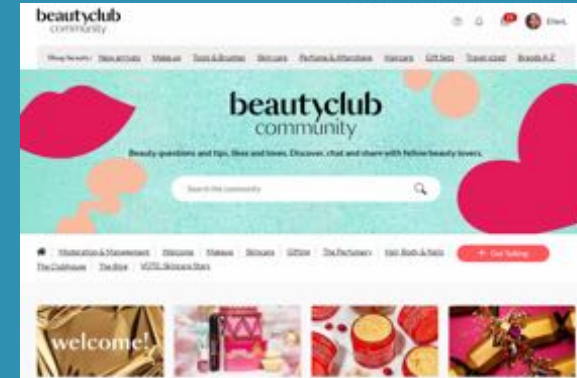 beautyclub
community
Shop beauty: New arrivals Makeup Tools & Brushes Skincare Perfume & Aftershave Haircare Gift Sets Travel sized Brands A-Z
beautyclub
community
Beauty questions and tips, likes and loves. Discover, chat and share with fellow beauty lovers.
Search the community
Moderation & Management Welcome Makeup Skincare Gifting The Perfumery Hair, Body & Nails + Get Talking
The Clubhouse The Blog VOTE: Skincare Stars
welcome!